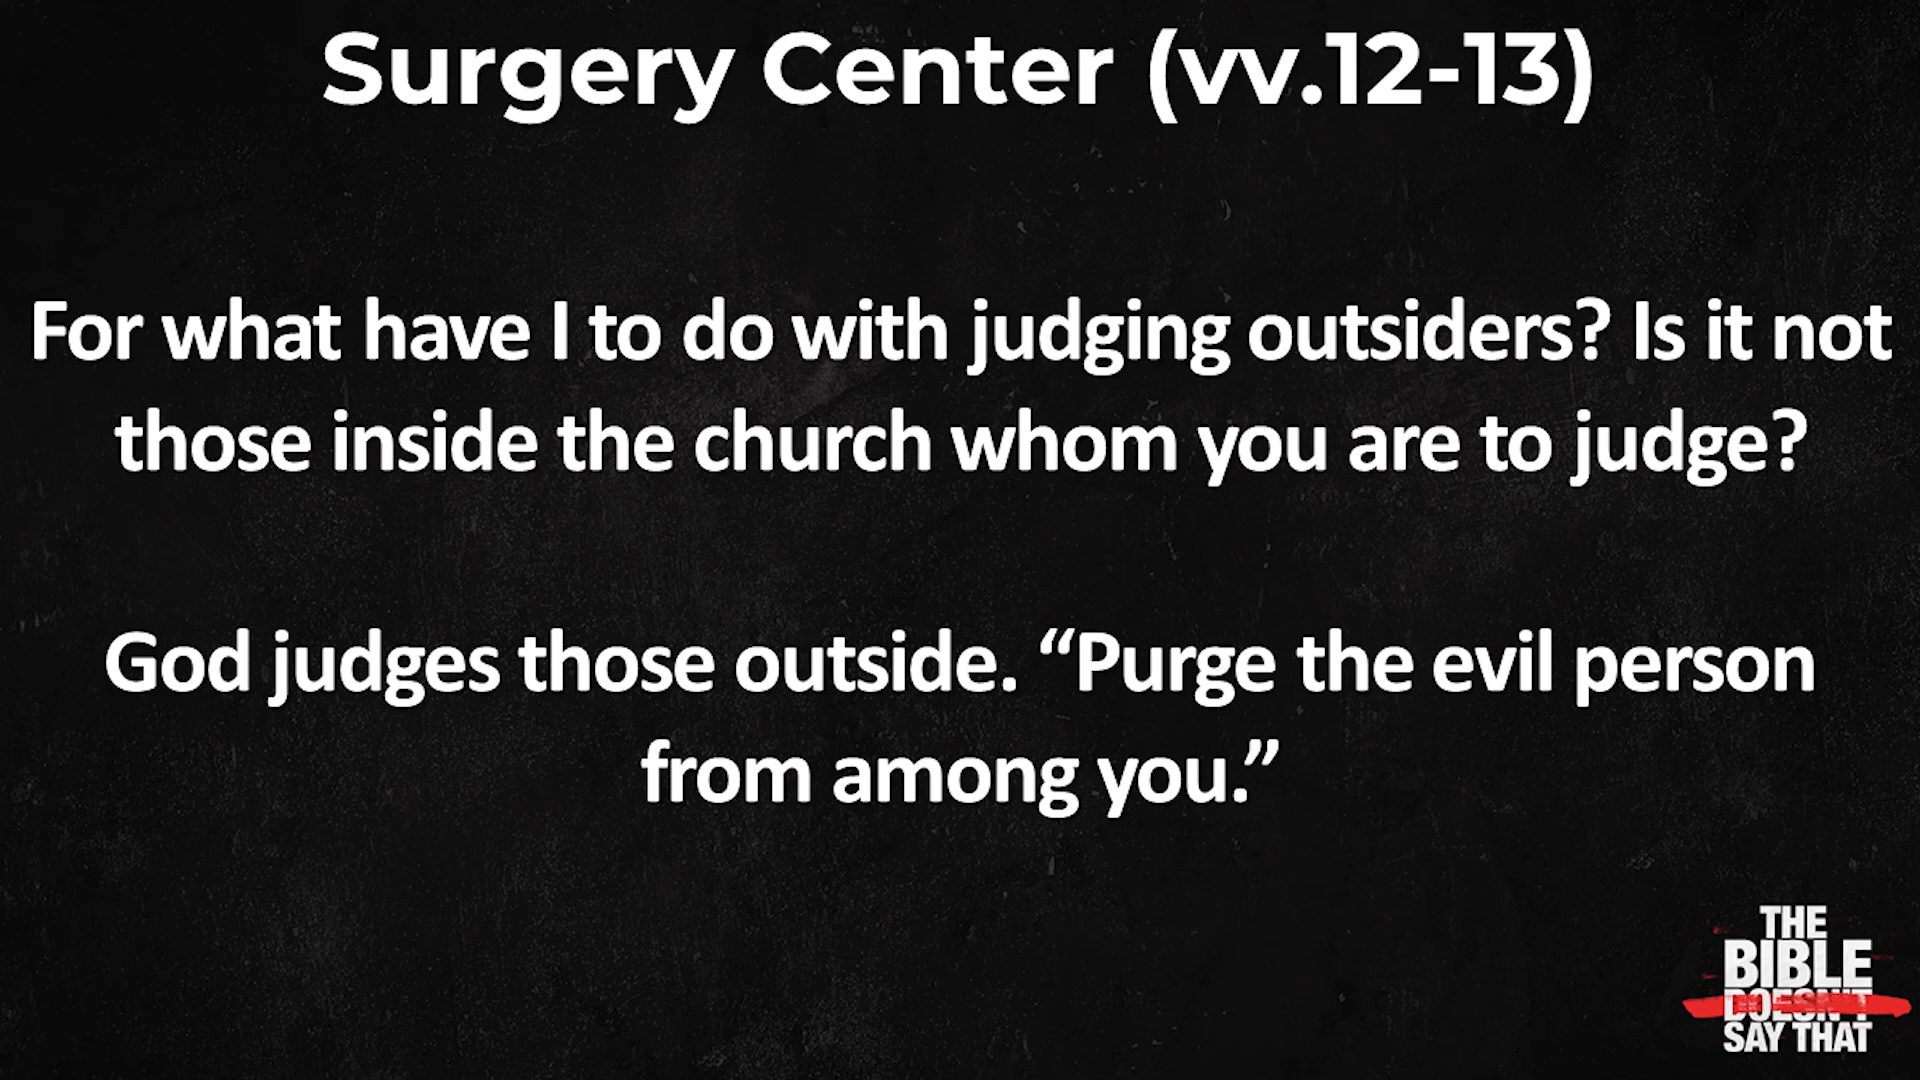 Surgery Center (vv.12-13)
For what have I to do with judging outsiders? Is it not
those inside the church whom you are to judge?
God judges those outside. “Purge the evil person
from among you.”
THE
BIBLE
DOESN'T
SAY THAT